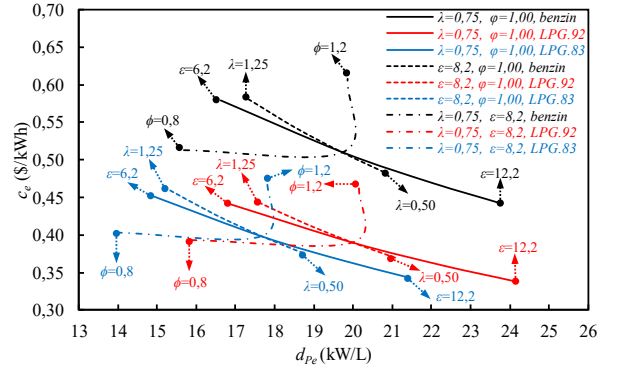 0,70
0,65
0,60
0,55
0,50
0,45
0,40
0,35
0,30
c_e ($/kWh)
13 14 15 16 17 18 19 20 21 22 23 24 25 26
d_Pe (kW/L)
λ=0,75, φ=1,00, benzin
λ=0,75, φ=1,00, LPG.92
λ=0,75, φ=1,00, LPG.83
ε=8,2, φ=1,00, benzin
ε=8,2, φ=1,00, LPG.92
ε=8,2, φ=1,00, LPG.83
λ=0,75, ε=8,2, benzin
λ=0,75, ε=8,2, LPG.92
λ=0,75, ε=8,2, LPG.83
ϕ=1,2
λ=1,25
ε=6,2
ϕ=0,8
λ=0,50
ε=12,2
λ=1,25
λ=1,25
ε=6,2
ε=6,2
ϕ=1,2
ϕ=1,2
ϕ=0,8
ϕ=0,8
λ=0,50
λ=0,50
ε=12,2
ε=12,2